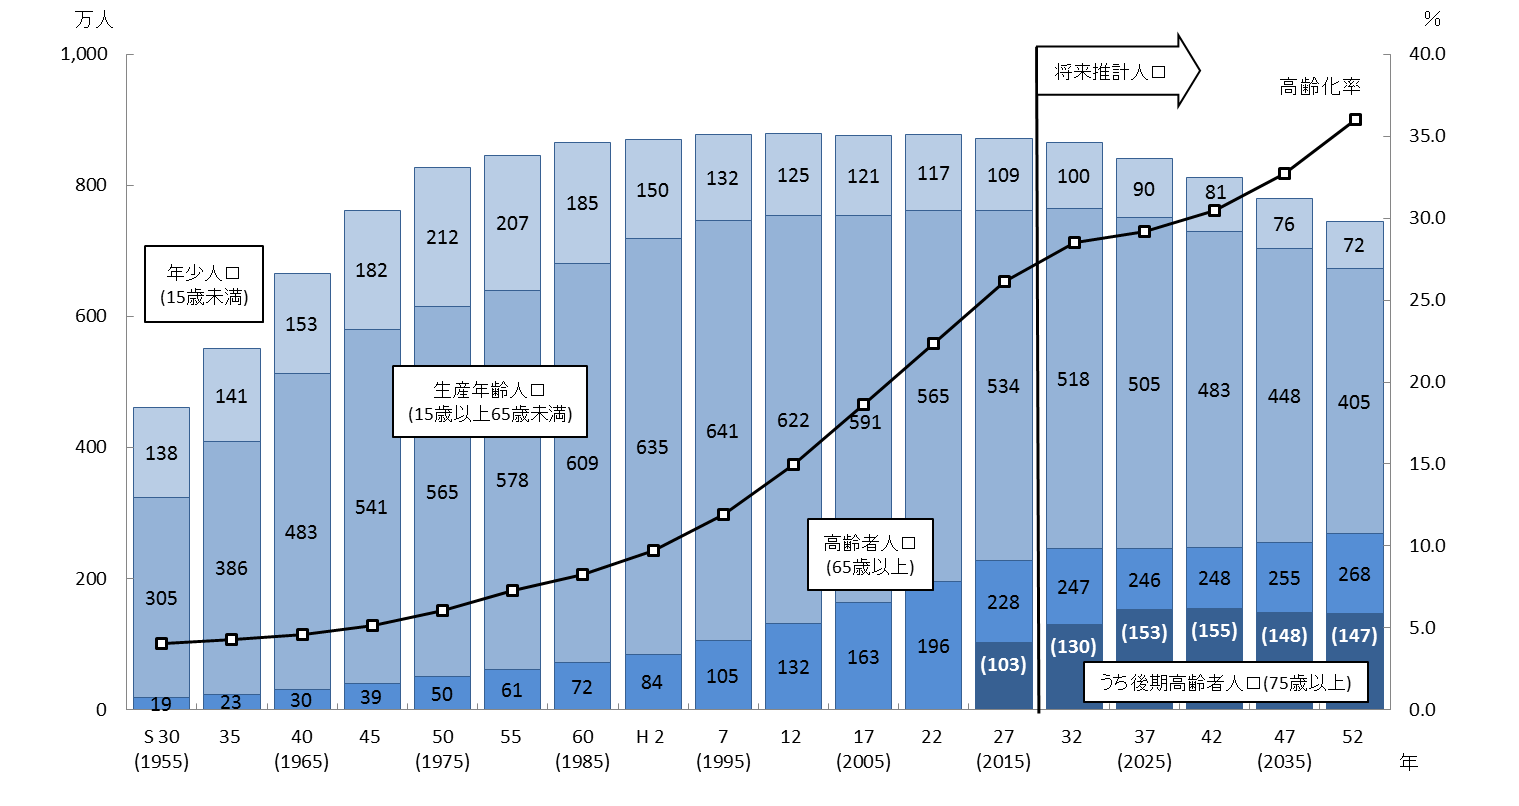 万人
%
1,000
40.0
将来推計人口
高齢化率
35.0
800
30.0
600
25.0
20.0
400
15.0
10.0
200
5.0
0
0.0
年少人口
(15歳未満)
生産年齢人口
(15歳以上65歳未満)
高齢者人口
(65歳以上)
うち後期高齢者人口(75歳以上)
138 141 153 182 212 207 185 150 132 125 121 117 109 100 90 81 76 72
305 386 483 541 565 578 609 635 641 622 591 565 534 518 505 483 448 405
19 23 30 39 50 61 72 84 105 132 163 196 228 247 246 248 255 268
(103) (130) (153) (155) (148) (147)
S 30 35 40 45 50 55 60 H 2 7 12 17 22 27 32 37 42 47 52
(1955) (1965) (1975) (1985) (1995) (2005) (2015) (2025) (2035) 年